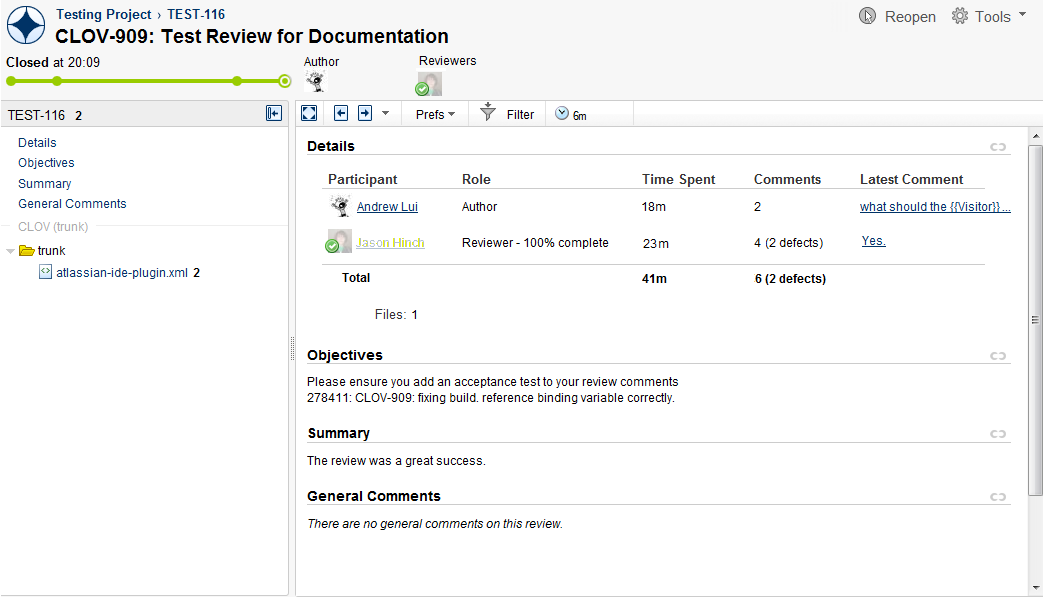 Testing Project › TEST-116
CLOV-909: Test Review for Documentation
Reopen
Tools
Closed at 20:09
Author
Reviewers
TEST-116 2
Prefs
Filter
6m
Details
Objectives
Summary
General Comments
CLOV (trunk)
trunk
atlassian-ide-plugin.xml 2
Details
Participant Role Time Spent Comments Latest Comment
Andrew Lui Author 18m 2 what should the {{Visitor}} ...
Jason Hinch Reviewer - 100% complete 23m 4 (2 defects) Yes.
Total 41m 6 (2 defects)
Files: 1
Objectives
Please ensure you add an acceptance test to your review comments
278411: CLOV-909: fixing build. reference binding variable correctly.
Summary
The review was a great success.
General Comments
There are no general comments on this review.